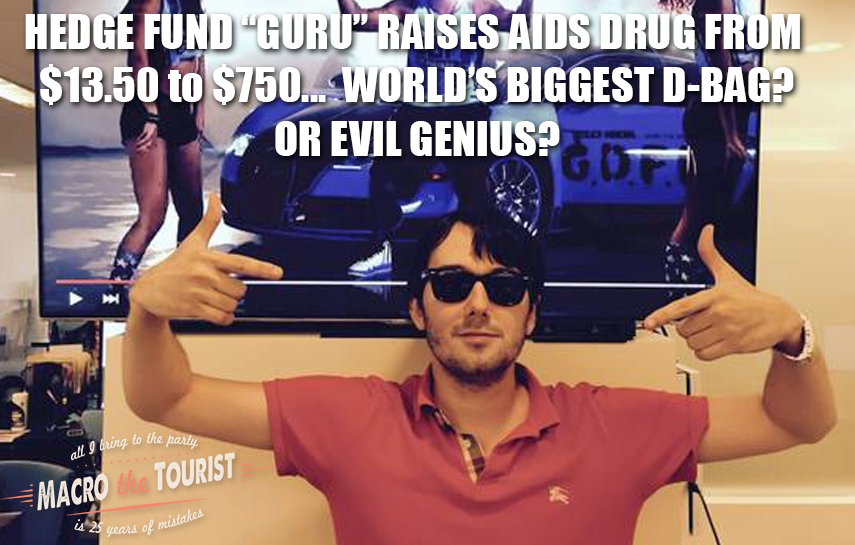 HEDGE FUND “GURU” RAISES AIDS DRUG FROM
$13.50 to $750... WORLD’S BIGGEST D-BAG?
OR EVIL GENIUS?
G.D.F.
all I bring to the party
MACRO the TOURIST
is 25 years of mistakes